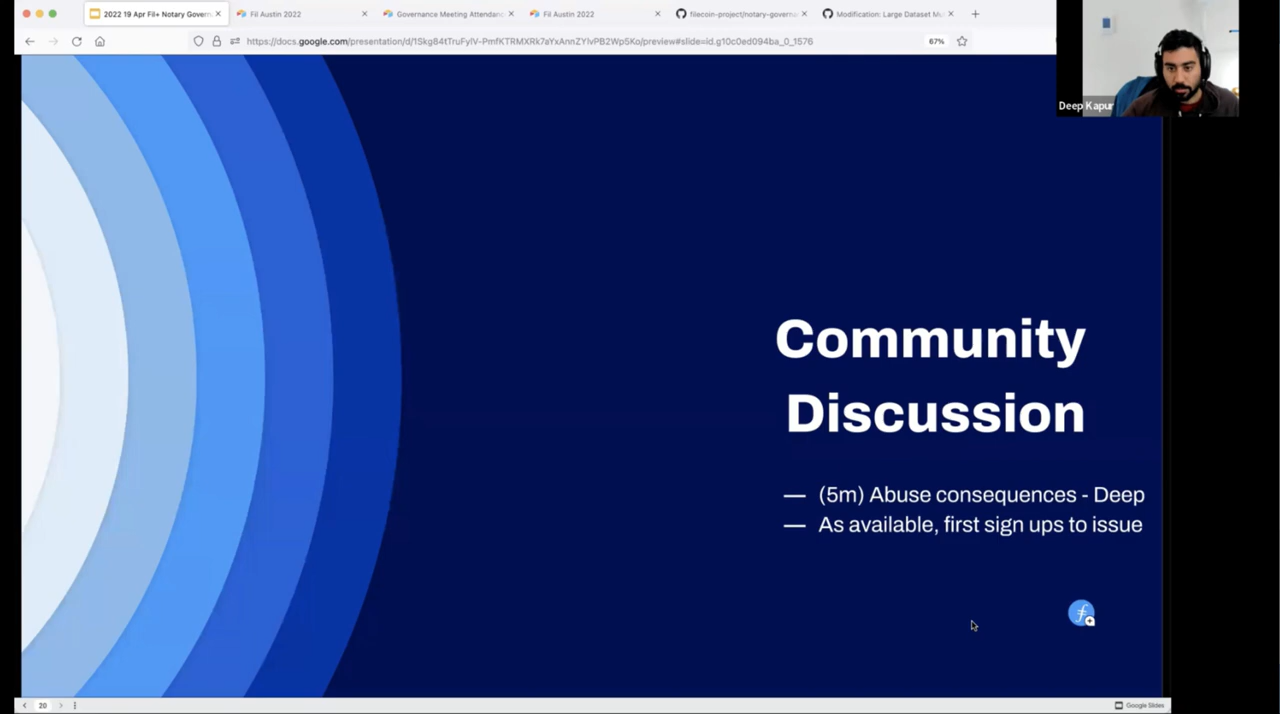 2022 19 Apr Fil+ Notary Govern
Fil Austin 2022
Governance Meeting Attendanc
Fil Austin 2022
filecoin-project/notary-governa
Modification: Large Dataset
https://docs.google.com/presentation/d/1Skg84tTruFylV-PmfKTRMXRk7aYxAnnZYlvPB2Wp5Ko/preview#slide=id.g10c0ed094ba_0_1576
67%
Deep Kapur
Community
Discussion
— (5m) Abuse consequences - Deep
— As available, first sign ups to issue
20
Google Slides